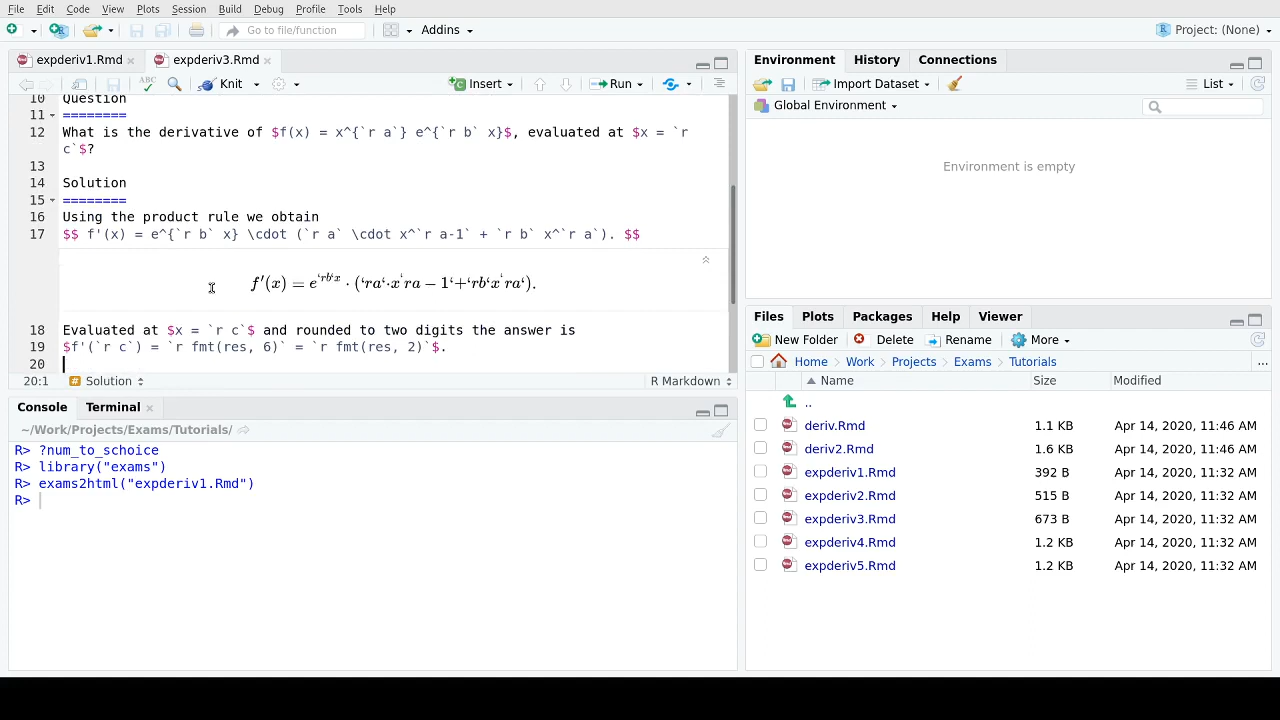 File Edit Code View Plots Session Build Debug Profile Tools Help
Go to file/function Addins Project: (None)
expderiv1.Rmd expderiv3.Rmd
ABC Knit Insert Run
10 Question
11 ========
12 What is the derivative of $f(x) = x^{`r a`} e^{`r b` x}$, evaluated at $x = `r
c`$?
13
14 Solution
15 ========
16 Using the product rule we obtain
17 $$ f'(x) = e^{`r b` x} \cdot (`r a` \cdot x^`r a-1` + `r b` x^`r a`). $$
f′(x) = e^{‘rb‘x} · (‘ra‘·x^‘ra − 1‘+‘rb‘x^‘ra‘).
18 Evaluated at $x = `r c`$ and rounded to two digits the answer is
19 $f'(`r c`) = `r fmt(res, 6)` = `r fmt(res, 2)`$.
20
20:1 # Solution R Markdown
Console Terminal
~/Work/Projects/Exams/Tutorials/
R> ?num_to_schoice
R> library("exams")
R> exams2html("expderiv1.Rmd")
R>
Environment History Connections
Import Dataset List
Global Environment
Environment is empty
Files Plots Packages Help Viewer
New Folder Delete Rename More
Home Work Projects Exams Tutorials ...
Name Size Modified
..
deriv.Rmd 1.1 KB Apr 14, 2020, 11:46 AM
deriv2.Rmd 1.6 KB Apr 14, 2020, 11:46 AM
expderiv1.Rmd 392 B Apr 14, 2020, 11:32 AM
expderiv2.Rmd 515 B Apr 14, 2020, 11:32 AM
expderiv3.Rmd 673 B Apr 14, 2020, 11:32 AM
expderiv4.Rmd 1.2 KB Apr 14, 2020, 11:32 AM
expderiv5.Rmd 1.2 KB Apr 14, 2020, 11:32 AM